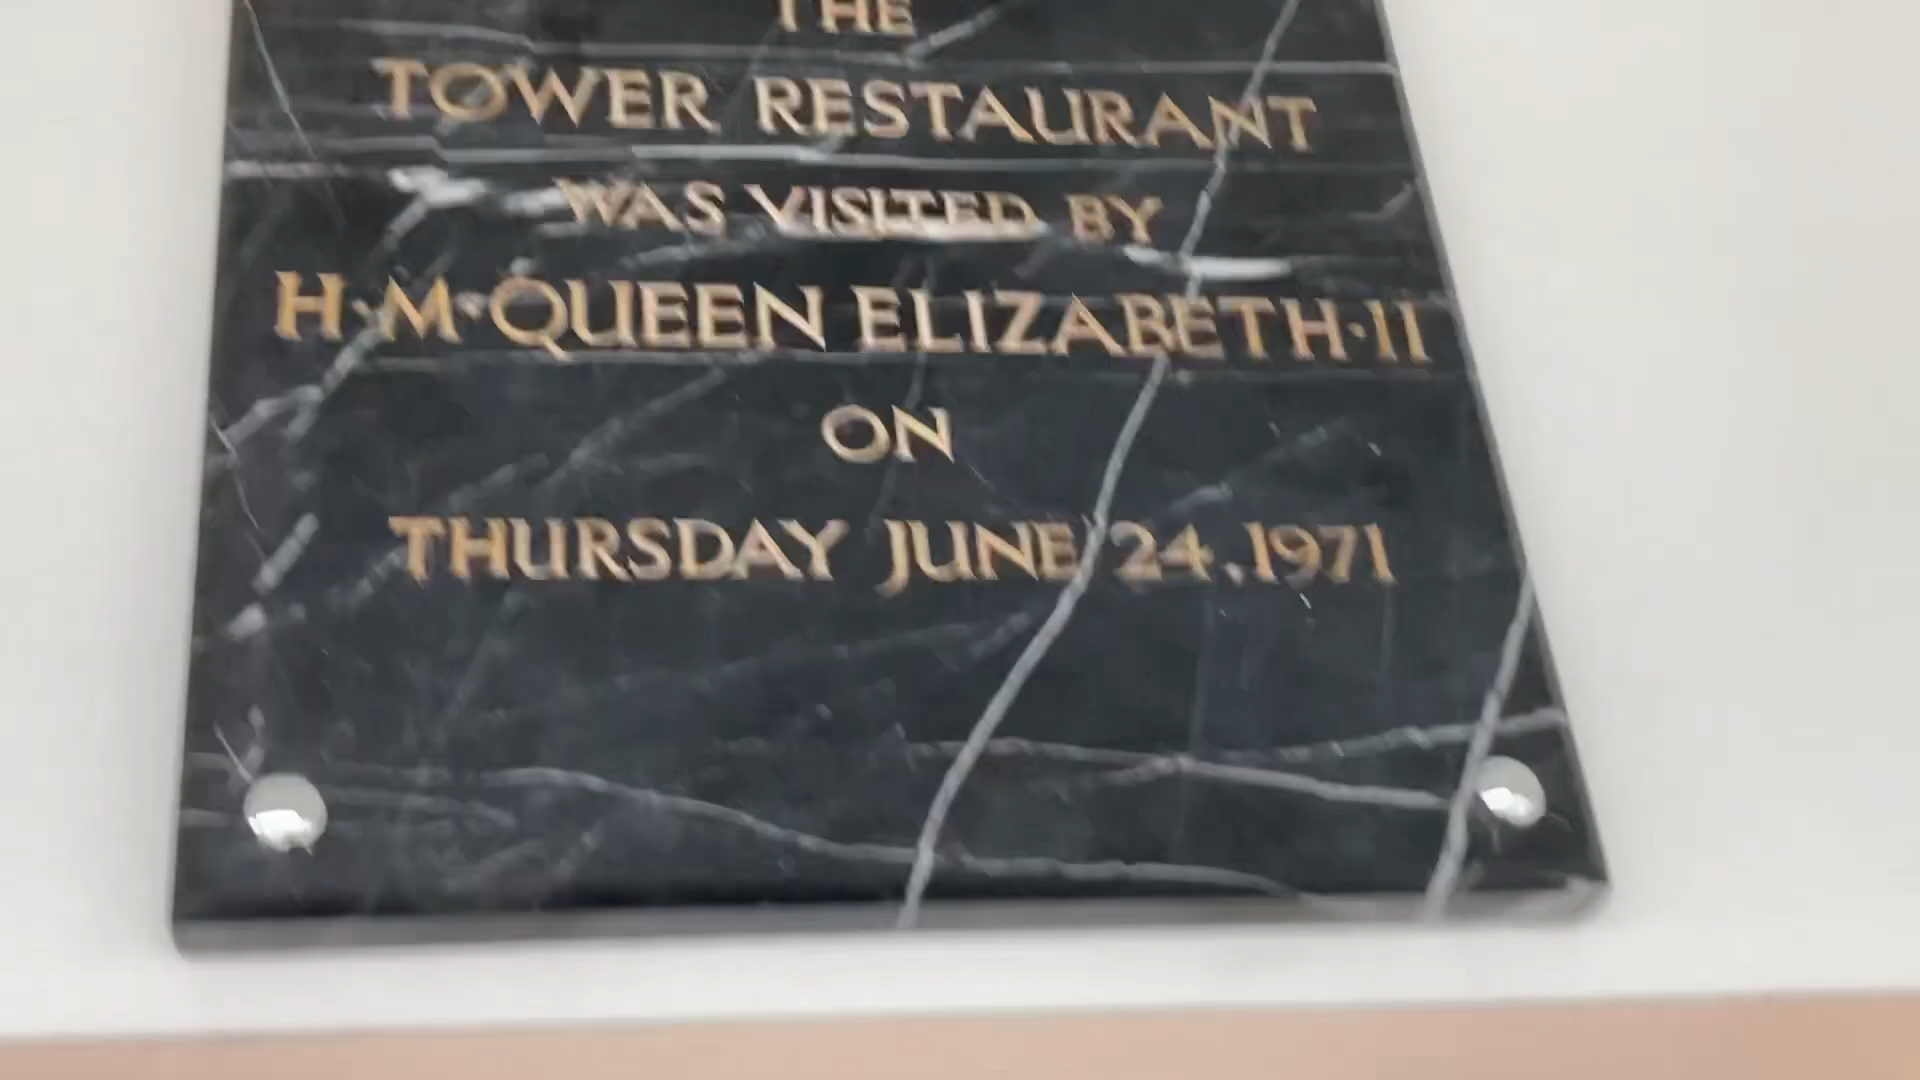 THE
TOWER RESTAURANT
WAS VISITED BY
H·M·QUEEN ELIZABETH·II
ON
THURSDAY JUNE 24.1971